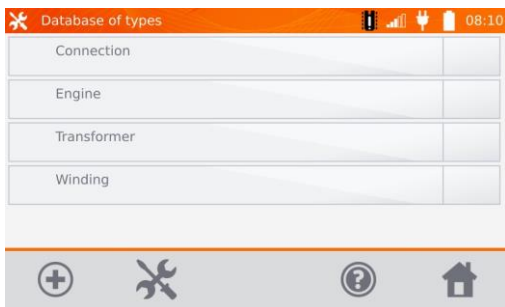 Database of types
08:10
Connection
Engine
Transformer
Winding